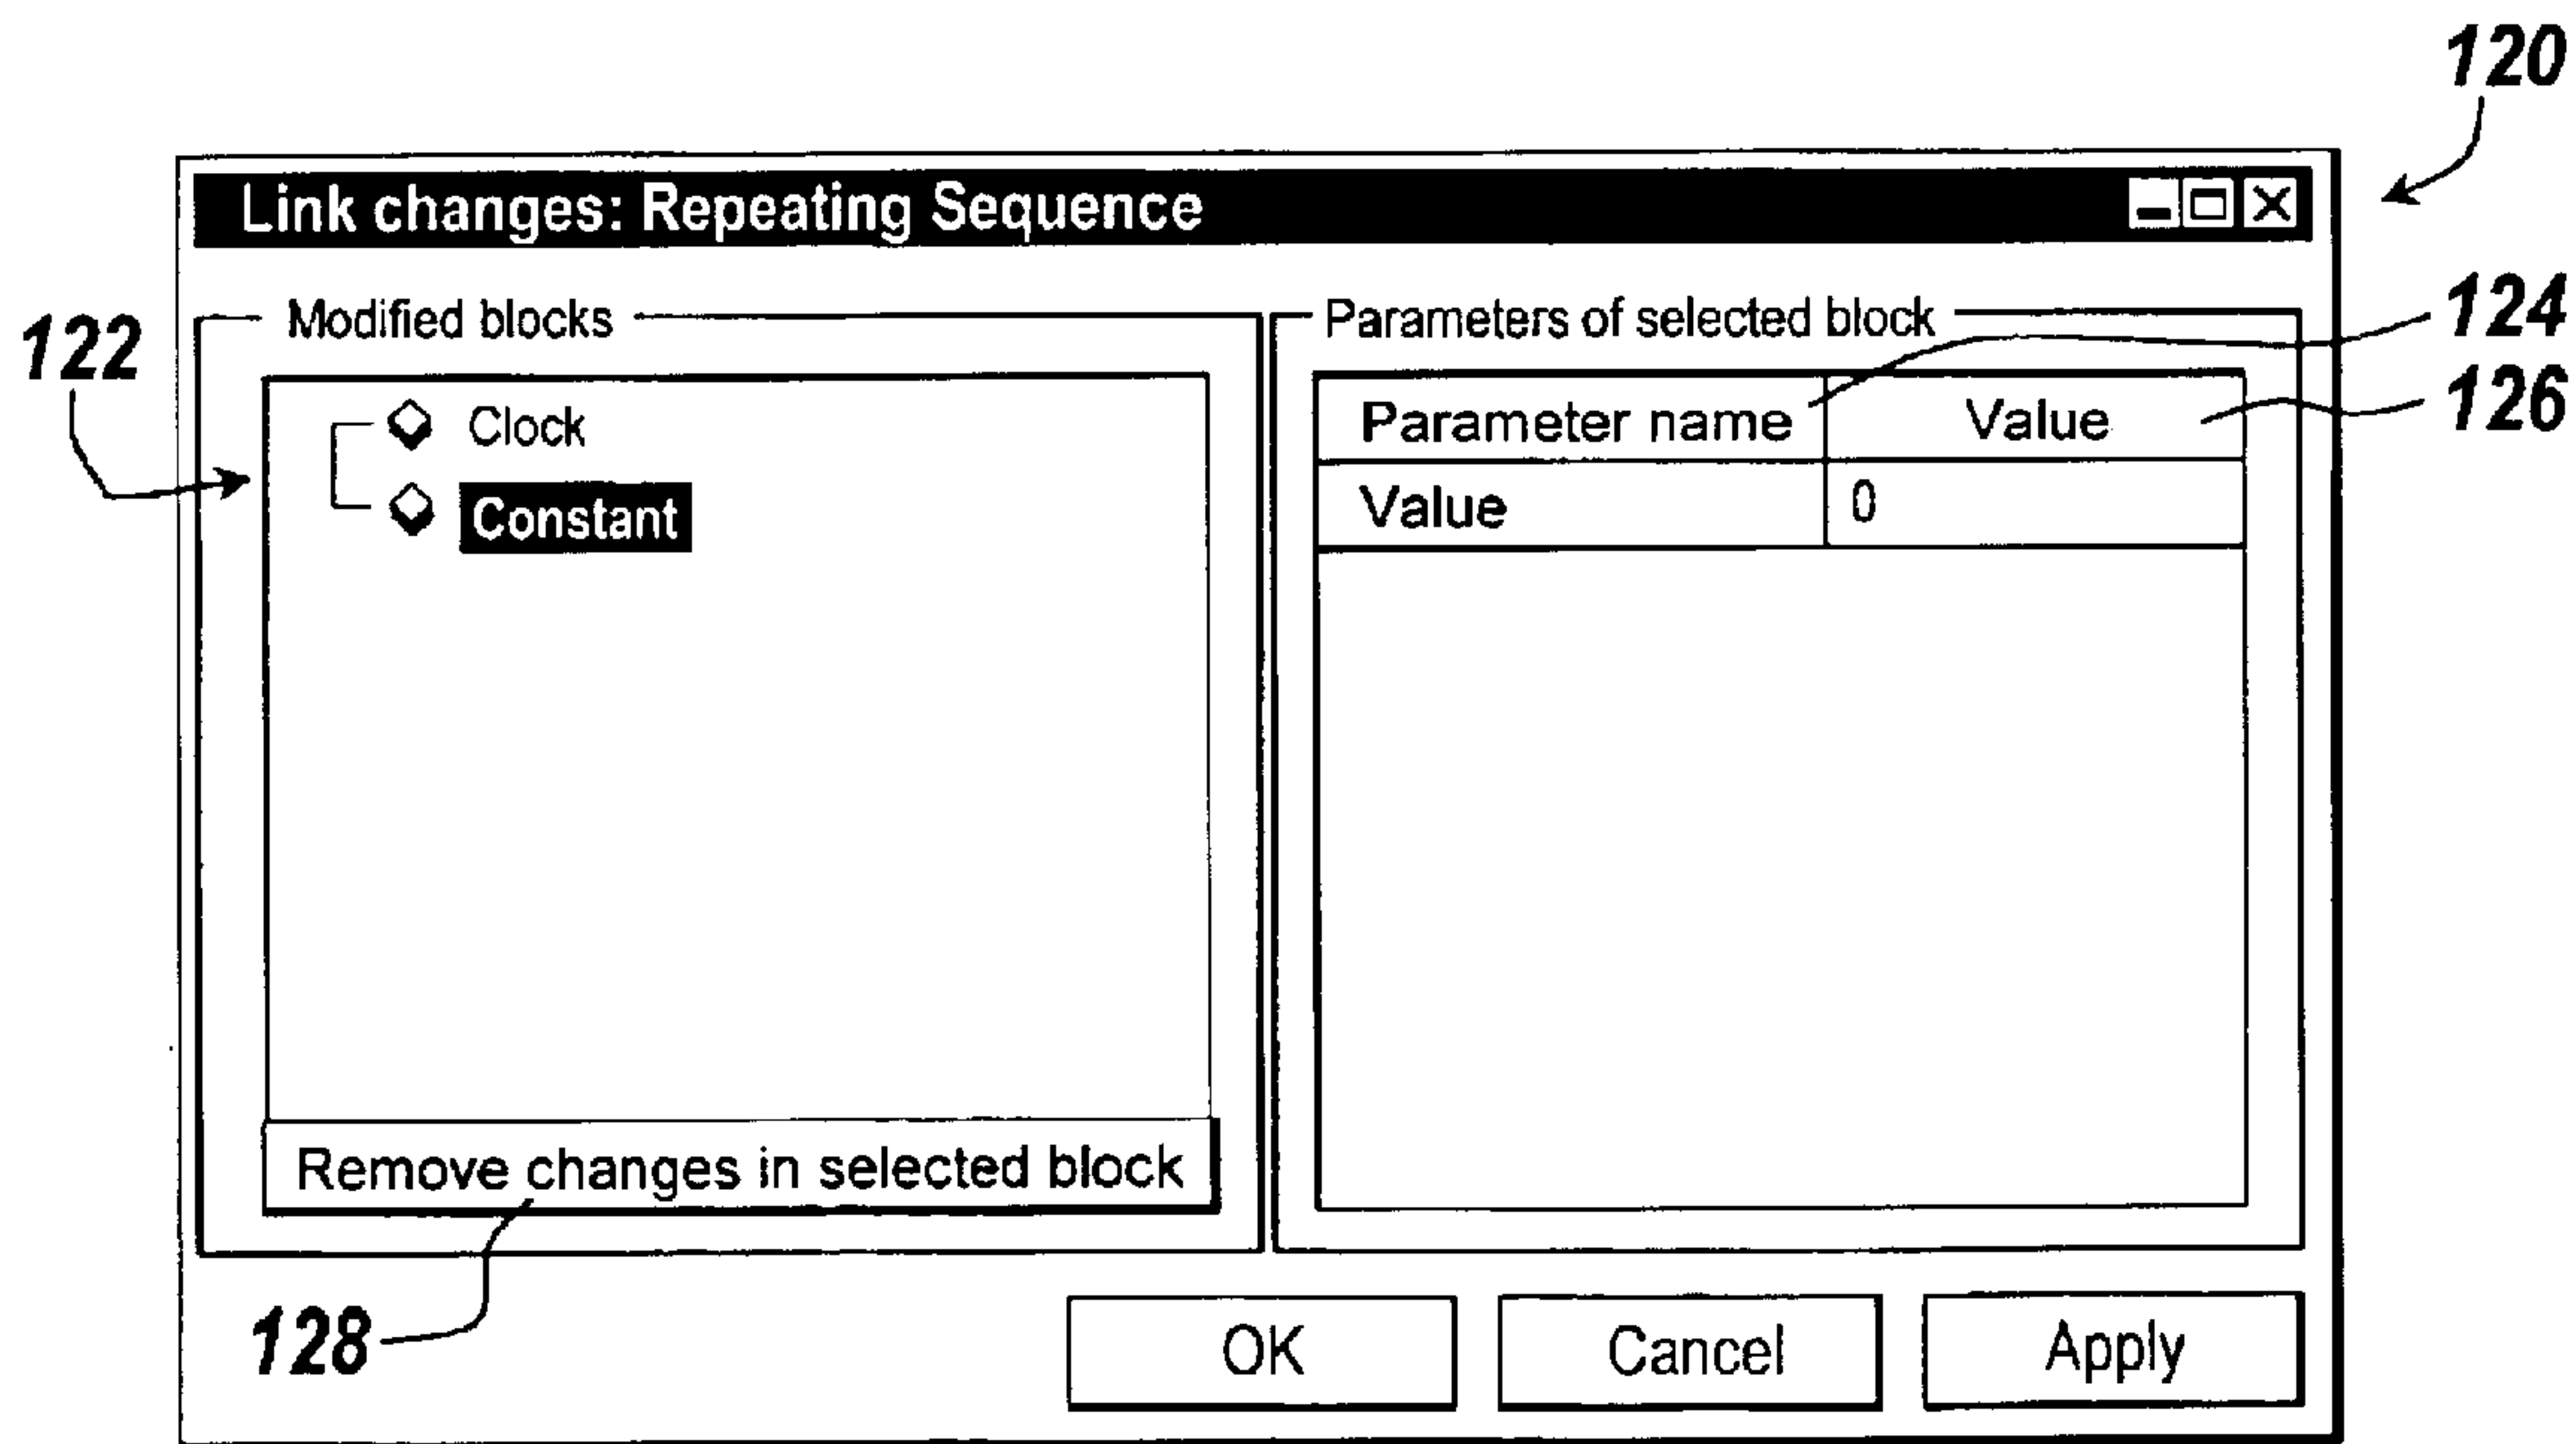 120
Link changes: Repeating Sequence
122
Modified blocks
Clock
Constant
Remove changes in selected block
128
Parameters of selected block
124
Parameter name Value
126
Value 0
OK Cancel Apply